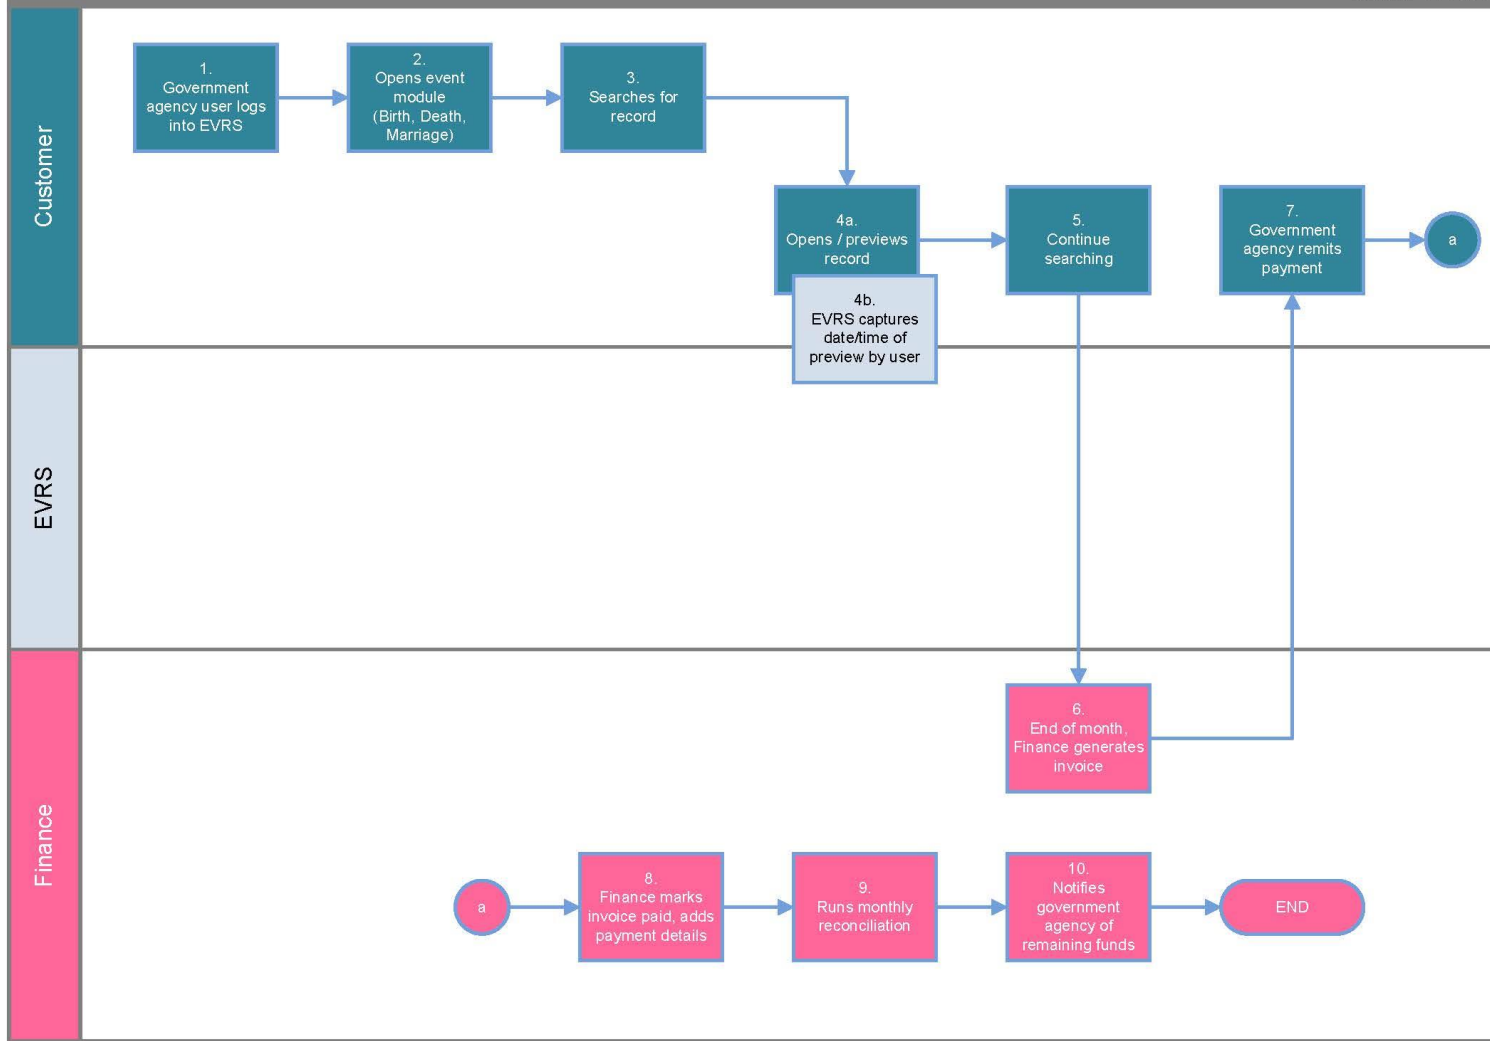 Customer
1.
Government
agency user logs
into EVRS
2.
Opens event
module
(Birth, Death,
Marriage)
3.
Searches for
record
4a.
Opens / previews
record
4b.
EVRS captures
date/time of
preview by user
5.
Continue
searching
7.
Government
agency remits
payment
a
EVRS
Finance
6.
End of month,
Finance generates
invoice
a
8.
Finance marks
invoice paid, adds
payment details
9.
Runs monthly
reconciliation
10.
Notifies
government
agency of
remaining funds
END